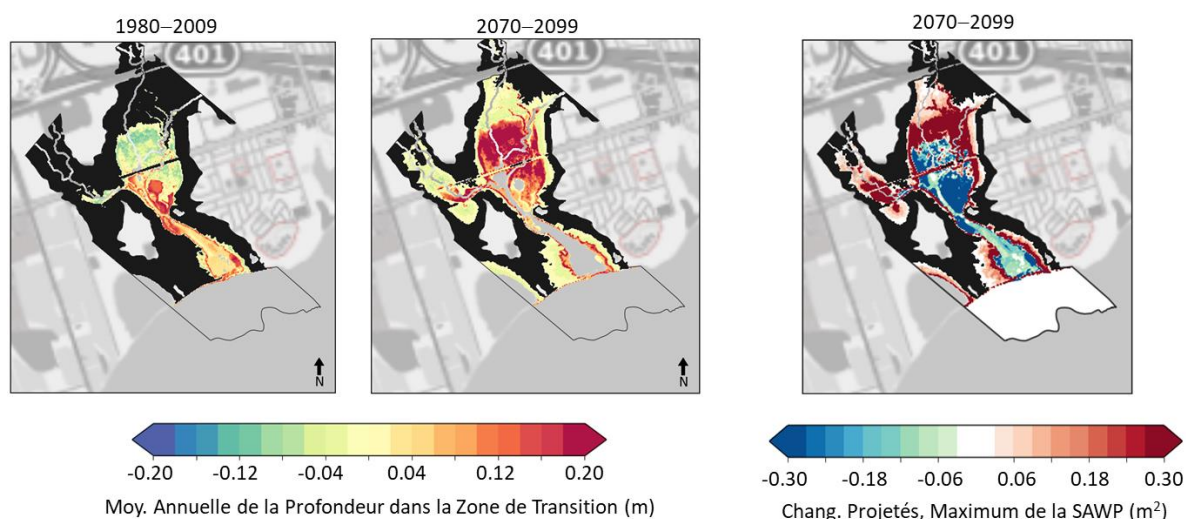 1980–2009
2070–2099
2070–2099
401
401
401
N
N
-0.20 -0.12 -0.04 0.04 0.12 0.20
Moy. Annuelle de la Profondeur dans la Zone de Transition (m)
-0.30 -0.18 -0.06 0.06 0.18 0.30
Chang. Projetés, Maximum de la SAWP (m²)